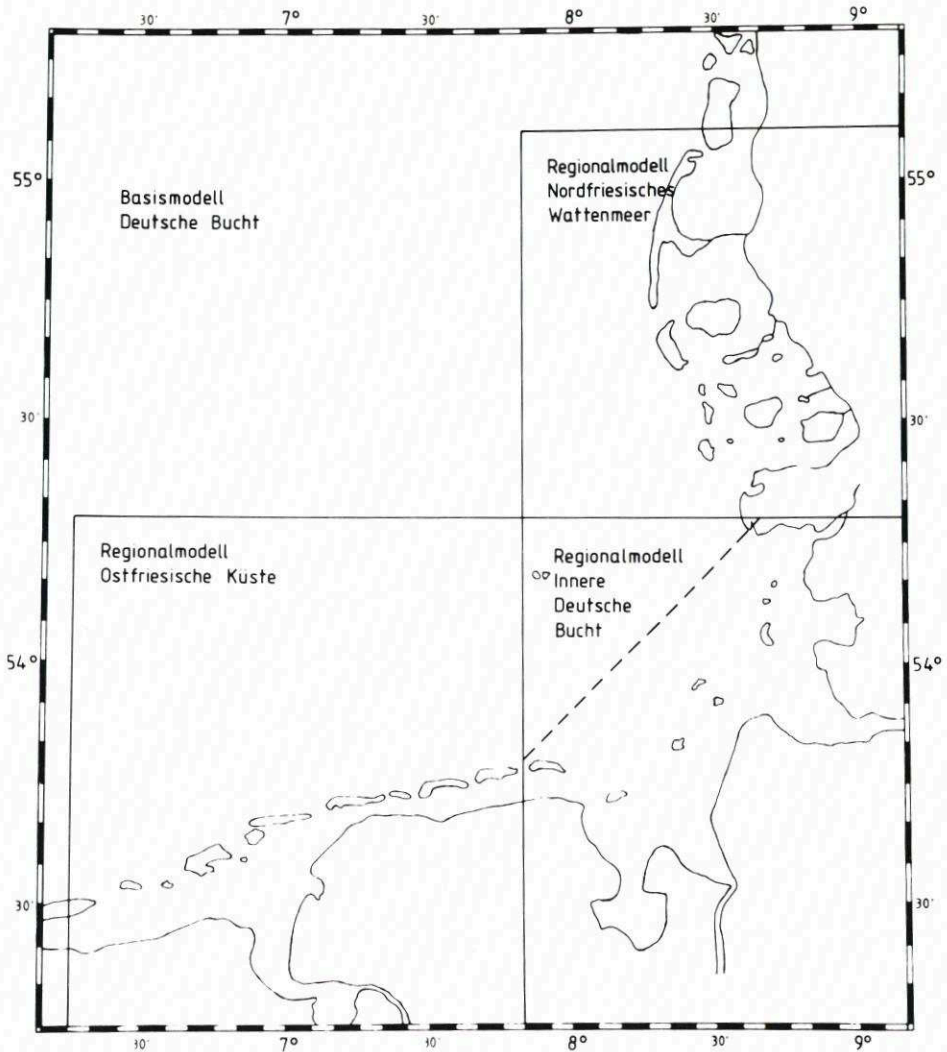 30' 7° 30' 8° 30' 9°
55° 55°
Basismodell
Deutsche Bucht
Regionalmodell
Nordfriesisches
Wattenmeer
30' 30'
Regionalmodell
Ostfriesische Küste
Regionalmodell
Innere
Deutsche
Bucht
54° 54°
30' 30'
30' 7° 30' 8° 30' 9°